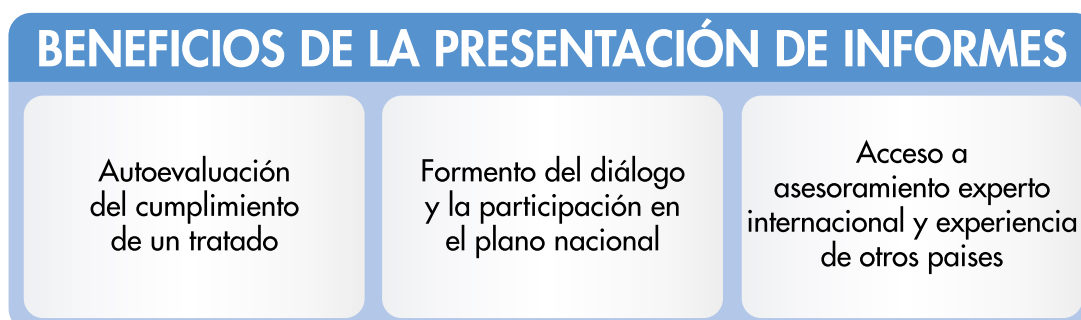 BENEFICIOS DE LA PRESENTACIÓN DE INFORMES
Autoevaluación
del cumplimiento
de un tratado
Formento del diálogo
y la participación en
el plano nacional
Acceso a
asesoramiento experto
internacional y experiencia
de otros paises